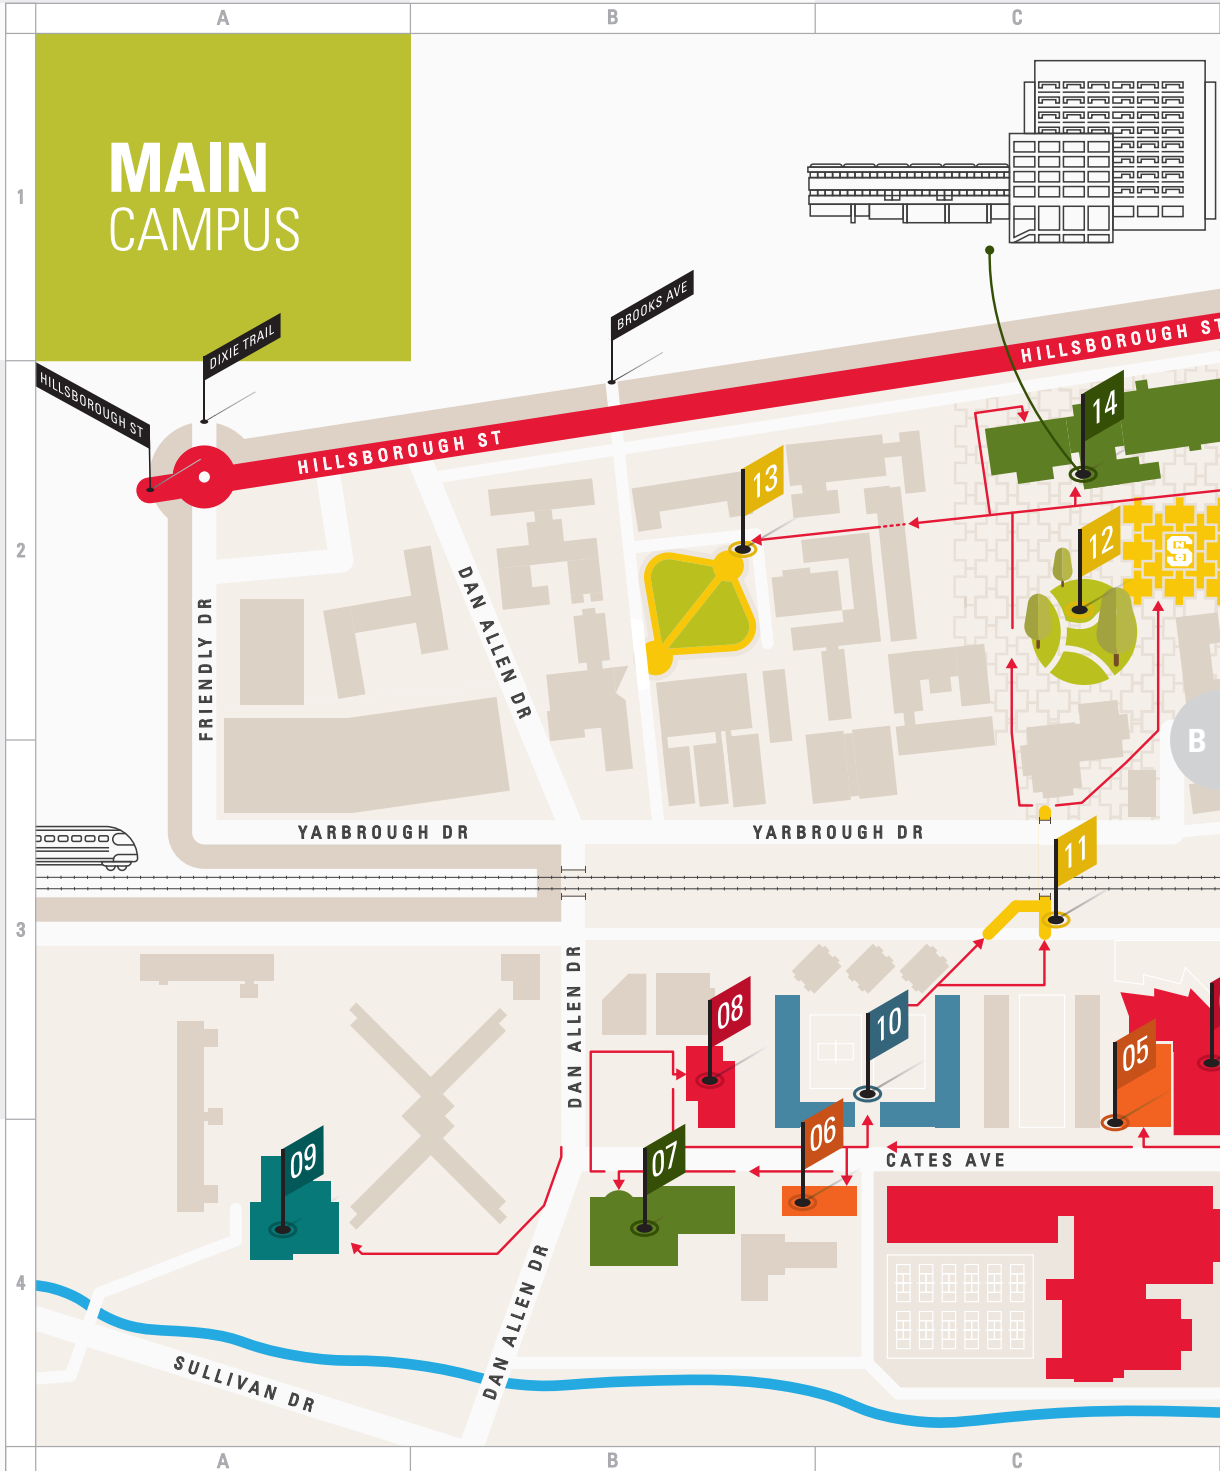 A
B
C
1
MAIN
CAMPUS
BROOKS AVE
DIXIE TRAIL
HILLSBOROUGH ST
HILLSBOROUGH ST
HILLSBOROUGH ST
14
13
12
S
2
DAN ALLEN DR
FRIENDLY DR
B
YARBROUGH DR
YARBROUGH DR
11
3
DAN ALLEN DR
08
10
05
06
07
09
CATES AVE
4
DAN ALLEN DR
SULLIVAN DR
A
B
C